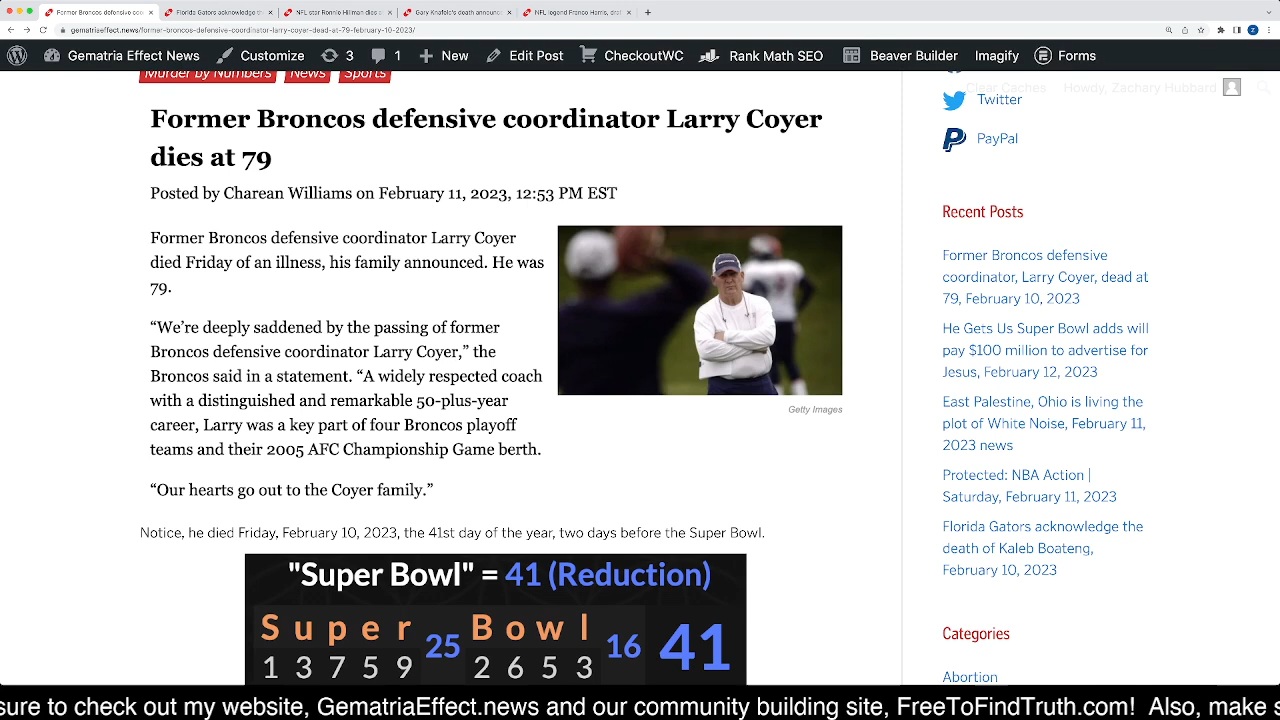 Former Broncos defensive coo
Florida Gators acknowledge th
NFL star Ronnie Hillman dies a
Gary Knafelc's death announc
NFL legend Franco Harris, draf
gematriaeffect.news/former-broncos-defensive-coordinator-larry-coyer-dead-at-79-february-10-2023/
Gematria Effect News Customize 3 1 New Edit Post CheckoutWC Rank Math SEO Beaver Builder Imagify Forms
Clear Caches Howdy, Zachary Hubbard
Murder by Numbers News Sports
Former Broncos defensive coordinator Larry Coyer
dies at 79
Posted by Charean Williams on February 11, 2023, 12:53 PM EST
Former Broncos defensive coordinator Larry Coyer
died Friday of an illness, his family announced. He was
79.
“We’re deeply saddened by the passing of former
Broncos defensive coordinator Larry Coyer,” the
Broncos said in a statement. “A widely respected coach
with a distinguished and remarkable 50-plus-year
career, Larry was a key part of four Broncos playoff
teams and their 2005 AFC Championship Game berth.
“Our hearts go out to the Coyer family.”
Getty Images
Notice, he died Friday, February 10, 2023, the 41st day of the year, two days before the Super Bowl.
"Super Bowl" = 41 (Reduction)
S u p e r 25 B o w l 16 41
1 3 7 5 9 2 6 5 3
Twitter
PayPal
Recent Posts
Former Broncos defensive
coordinator, Larry Coyer, dead at
79, February 10, 2023
He Gets Us Super Bowl adds will
pay $100 million to advertise for
Jesus, February 12, 2023
East Palestine, Ohio is living the
plot of White Noise, February 11,
2023 news
Protected: NBA Action |
Saturday, February 11, 2023
Florida Gators acknowledge the
death of Kaleb Boateng,
February 10, 2023
Categories
Abortion
sure to check out my website, GematriaEffect.news and our community building site, FreeToFindTruth.com! Also, make s